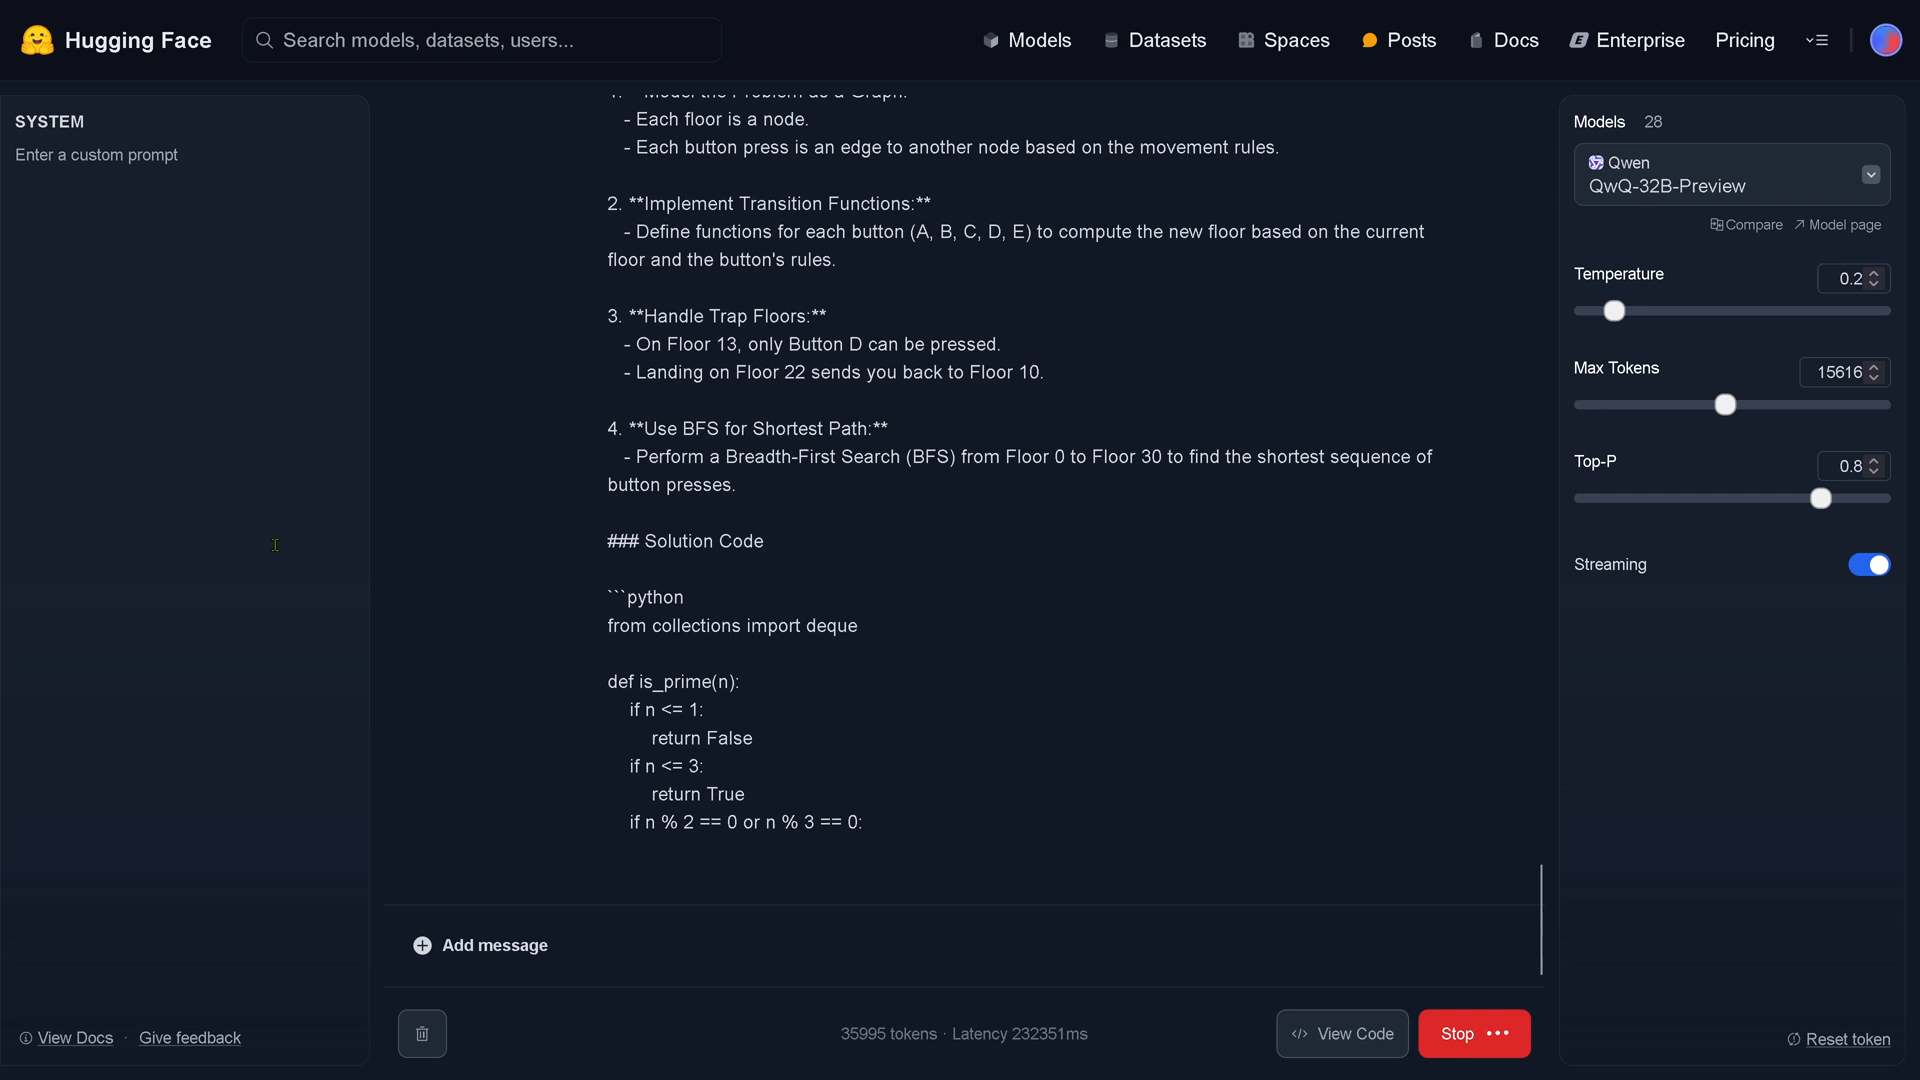 Hugging Face
Search models, datasets, users...
Models
Datasets
Spaces
Posts
Docs
Enterprise
Pricing
SYSTEM
Enter a custom prompt
1. **Model the Problem as a Graph:**
- Each floor is a node.
- Each button press is an edge to another node based on the movement rules.
2. **Implement Transition Functions:**
- Define functions for each button (A, B, C, D, E) to compute the new floor based on the current
floor and the button's rules.
3. **Handle Trap Floors:**
- On Floor 13, only Button D can be pressed.
- Landing on Floor 22 sends you back to Floor 10.
4. **Use BFS for Shortest Path:**
- Perform a Breadth-First Search (BFS) from Floor 0 to Floor 30 to find the shortest sequence of
button presses.
### Solution Code
```python
from collections import deque
def is_prime(n):
if n <= 1:
return False
if n <= 3:
return True
if n % 2 == 0 or n % 3 == 0:
Add message
35995 tokens · Latency 232351ms
</> View Code
Stop •••
View Docs · Give feedback
Models 28
Qwen
QwQ-32B-Preview
Compare
Model page
Temperature
0.2
Max Tokens
15616
Top-P
0.8
Streaming
Reset token